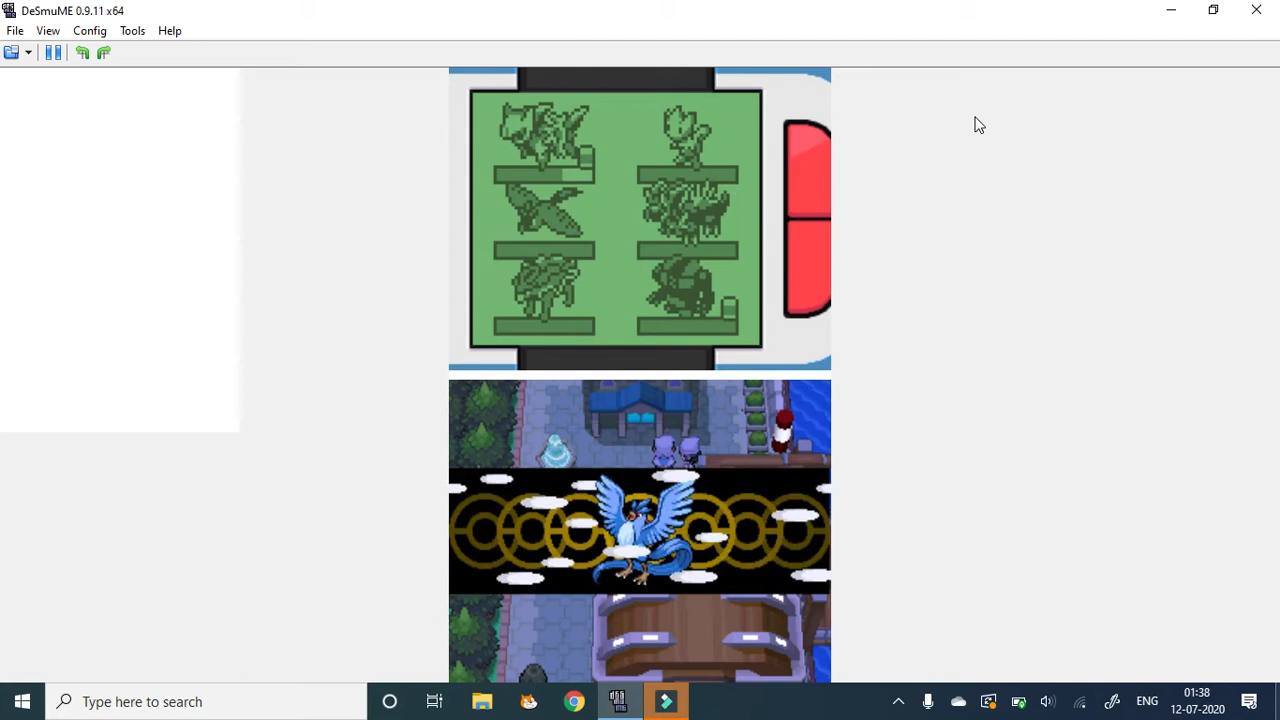 DeSmuME 0.9.11 x64
File View Config Tools Help
Type here to search
ENG
01:38
12-07-2020